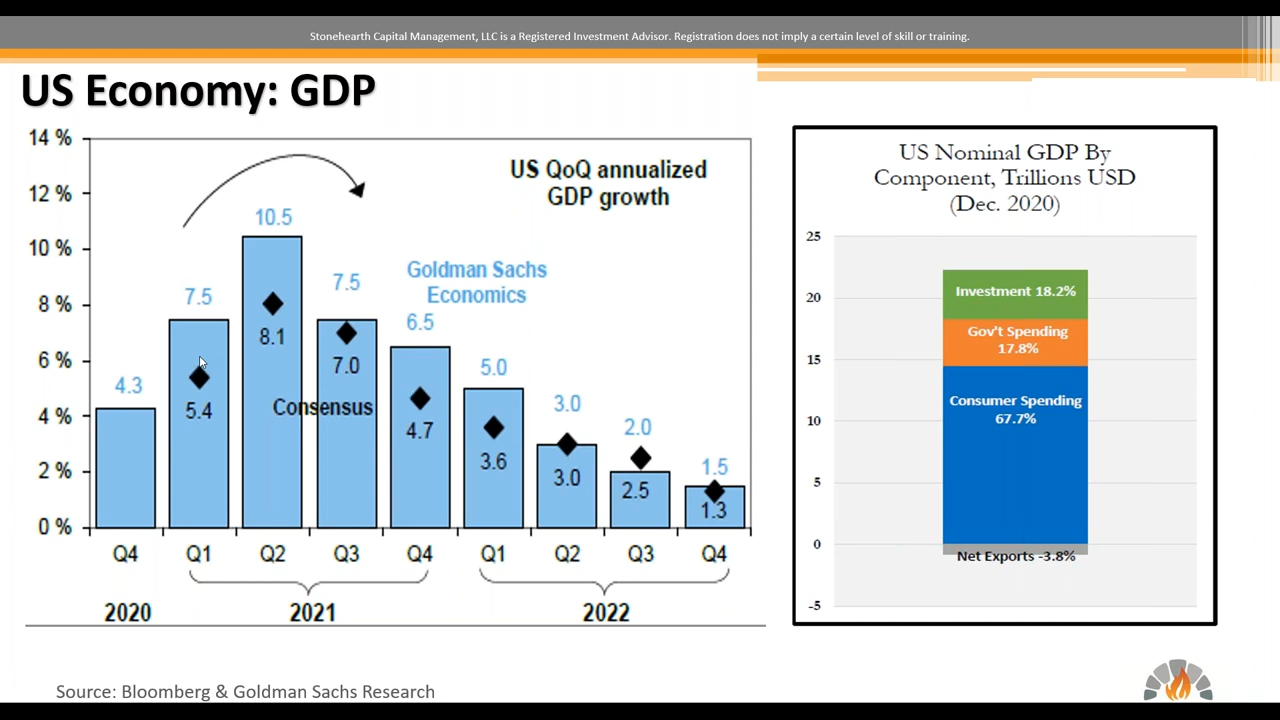 Stonehearth Capital Management, LLC is a Registered Investment Advisor. Registration does not imply a certain level of skill or training.
US Economy: GDP
14 %
12 %
10 %
8 %
6 %
4 %
2 %
0 %
US QoQ annualized
GDP growth
Goldman Sachs
Economics
Consensus
4.3
7.5
10.5
7.5
6.5
5.0
3.0
2.0
1.5
5.4
8.1
7.0
4.7
3.6
3.0
2.5
1.3
Q4 Q1 Q2 Q3 Q4 Q1 Q2 Q3 Q4
2020 2021 2022
US Nominal GDP By
Component, Trillions USD
(Dec. 2020)
25
20
15
10
5
0
-5
Investment 18.2%
Gov't Spending
17.8%
Consumer Spending
67.7%
Net Exports -3.8%
Source: Bloomberg & Goldman Sachs Research